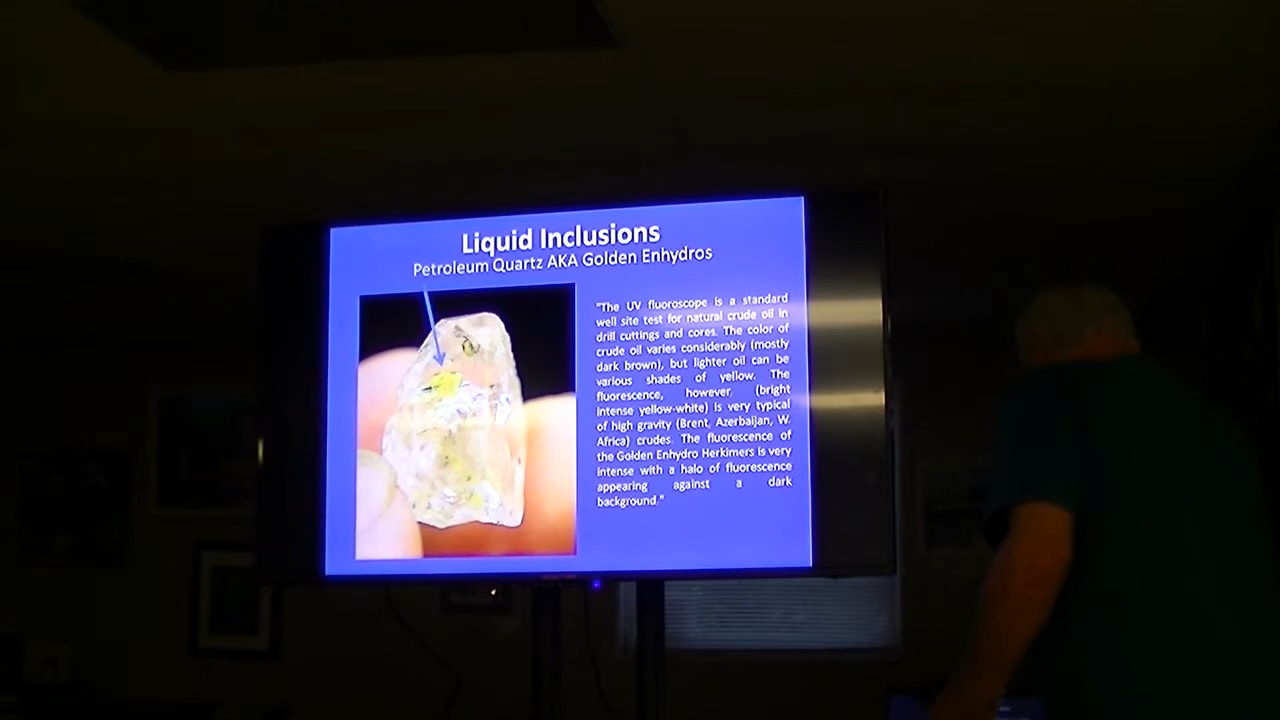 Liquid Inclusions
Petroleum Quartz AKA Golden Enhydros
"The UV fluoroscope is a standard
well site test for natural crude oil in
drill cuttings and cores. The color of
crude oil varies considerably (mostly
dark brown), but lighter oil can be
various shades of yellow. The
fluorescence, however, (bright
intense yellow-white) is very typical
of high gravity (Brent, Azerbaijan, W.
Africa) crudes. The fluorescence of
the Golden Enhydro Herkimers is very
intense with a halo of fluorescence
appearing against a dark
background."